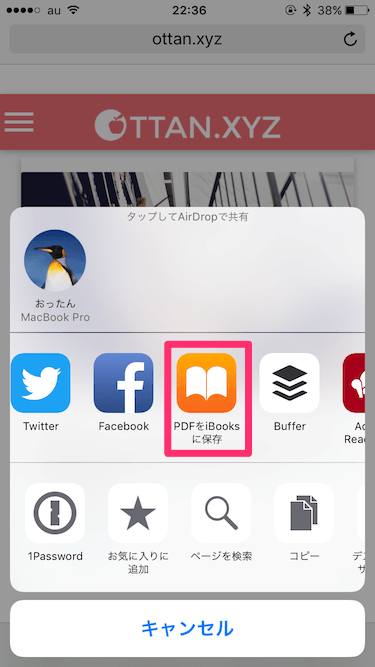 au 22:36 38%
ottan.xyz
OTTAN.XYZ
タップしてAirDropで共有
おったん
MacBook Pro
Twitter
Facebook
PDFをiBooks
に保存
Buffer
Ad
Read
1Password
お気に入りに
追加
ページを検索
コピー
デス
サ
キャンセル